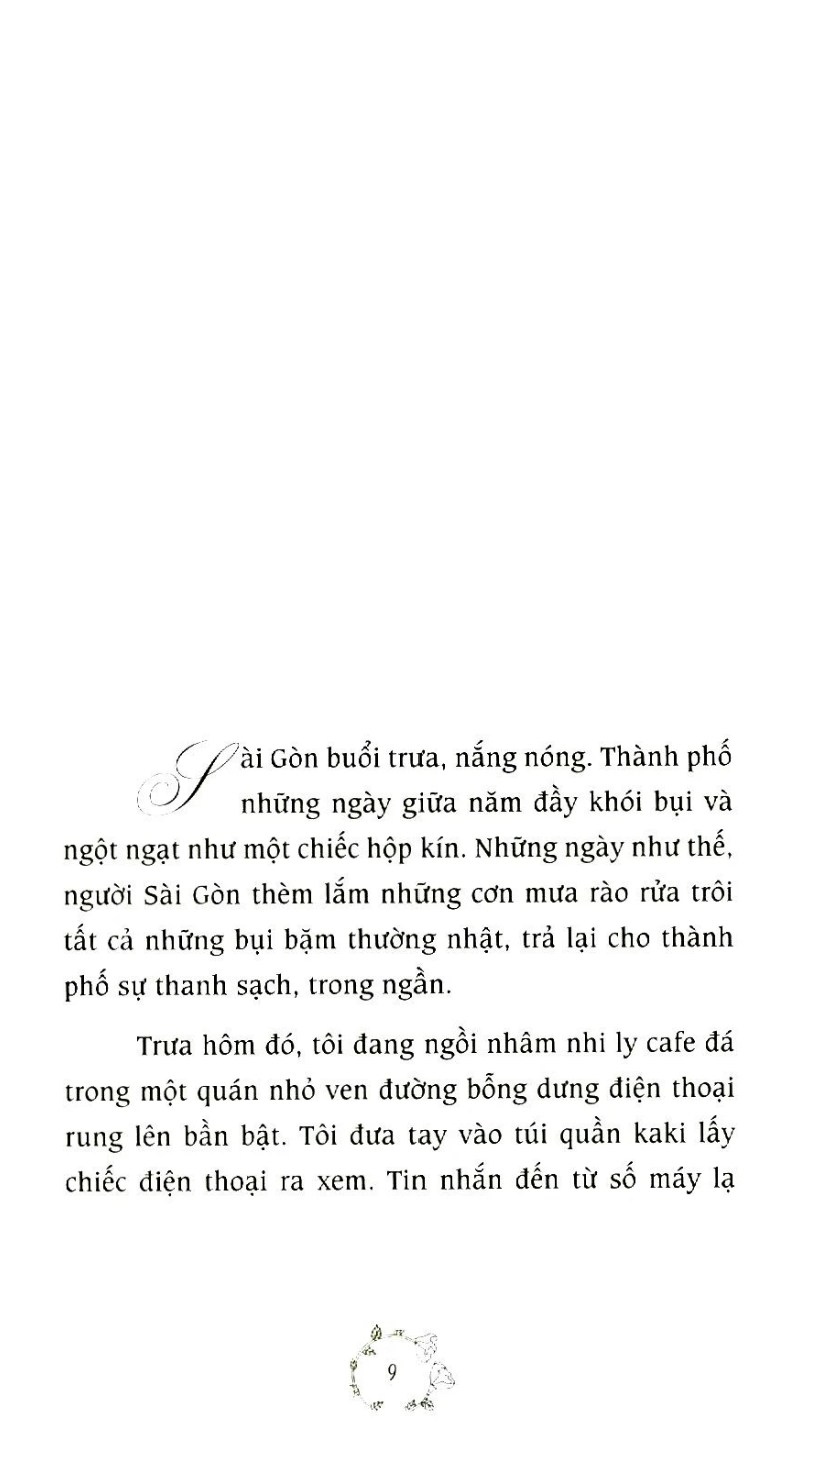 Sài Gòn buổi trưa, nắng nóng. Thành phố
những ngày giữa năm đầy khói bụi và
ngột ngạt như một chiếc hộp kín. Những ngày như thế,
người Sài Gòn thèm lắm những cơn mưa rào rửa trôi
tất cả những bụi bặm thường nhật, trả lại cho thành
phố sự thanh sạch, trong ngần.
Trưa hôm đó, tôi đang ngồi nhâm nhi ly cafe đá
trong một quán nhỏ ven đường bỗng dưng điện thoại
rung lên bần bật. Tôi đưa tay vào túi quần kaki lấy
chiếc điện thoại ra xem. Tin nhắn đến từ số máy lạ
9